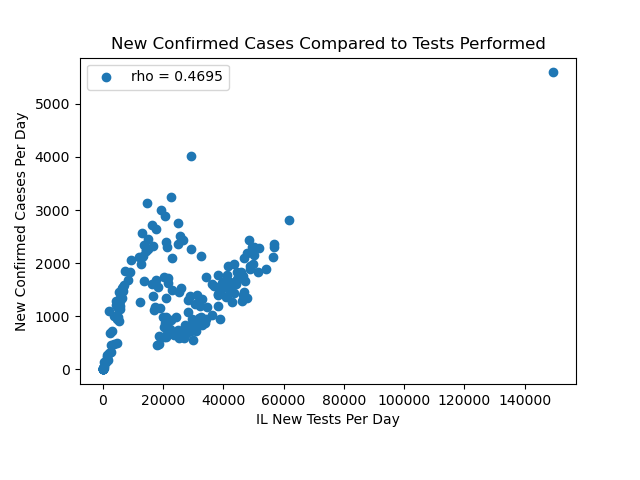 New Confirmed Cases Compared to Tests Performed
rho = 0.4695
New Confirmed Caeses Per Day
5000
4000
3000
2000
1000
0
0 20000 40000 60000 80000 100000 120000 140000
IL New Tests Per Day